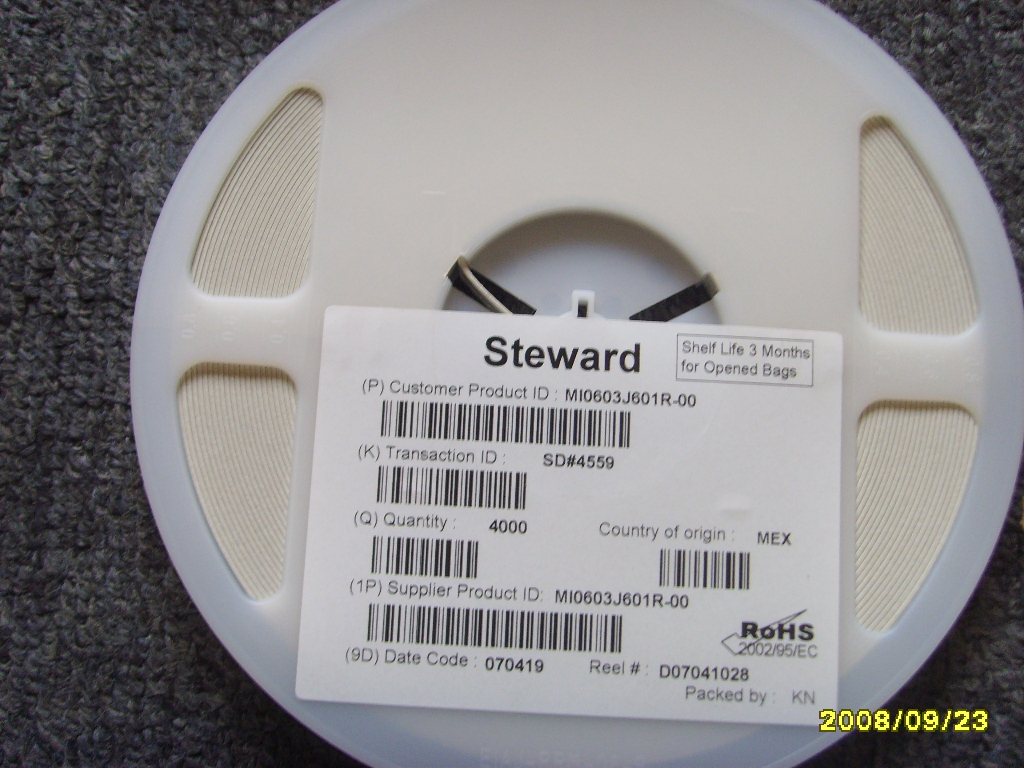 Steward
Shelf Life 3 Months
for Opened Bags
(P) Customer Product ID : MI0603J601R-00
(K) Transaction ID : SD#4559
(Q) Quantity : 4000
Country of origin : MEX
(1P) Supplier Product ID: MI0603J601R-00
RoHS
2002/95/EC
(9D) Date Code : 070419 Reel # : D07041028
Packed by : KN
2008/09/23